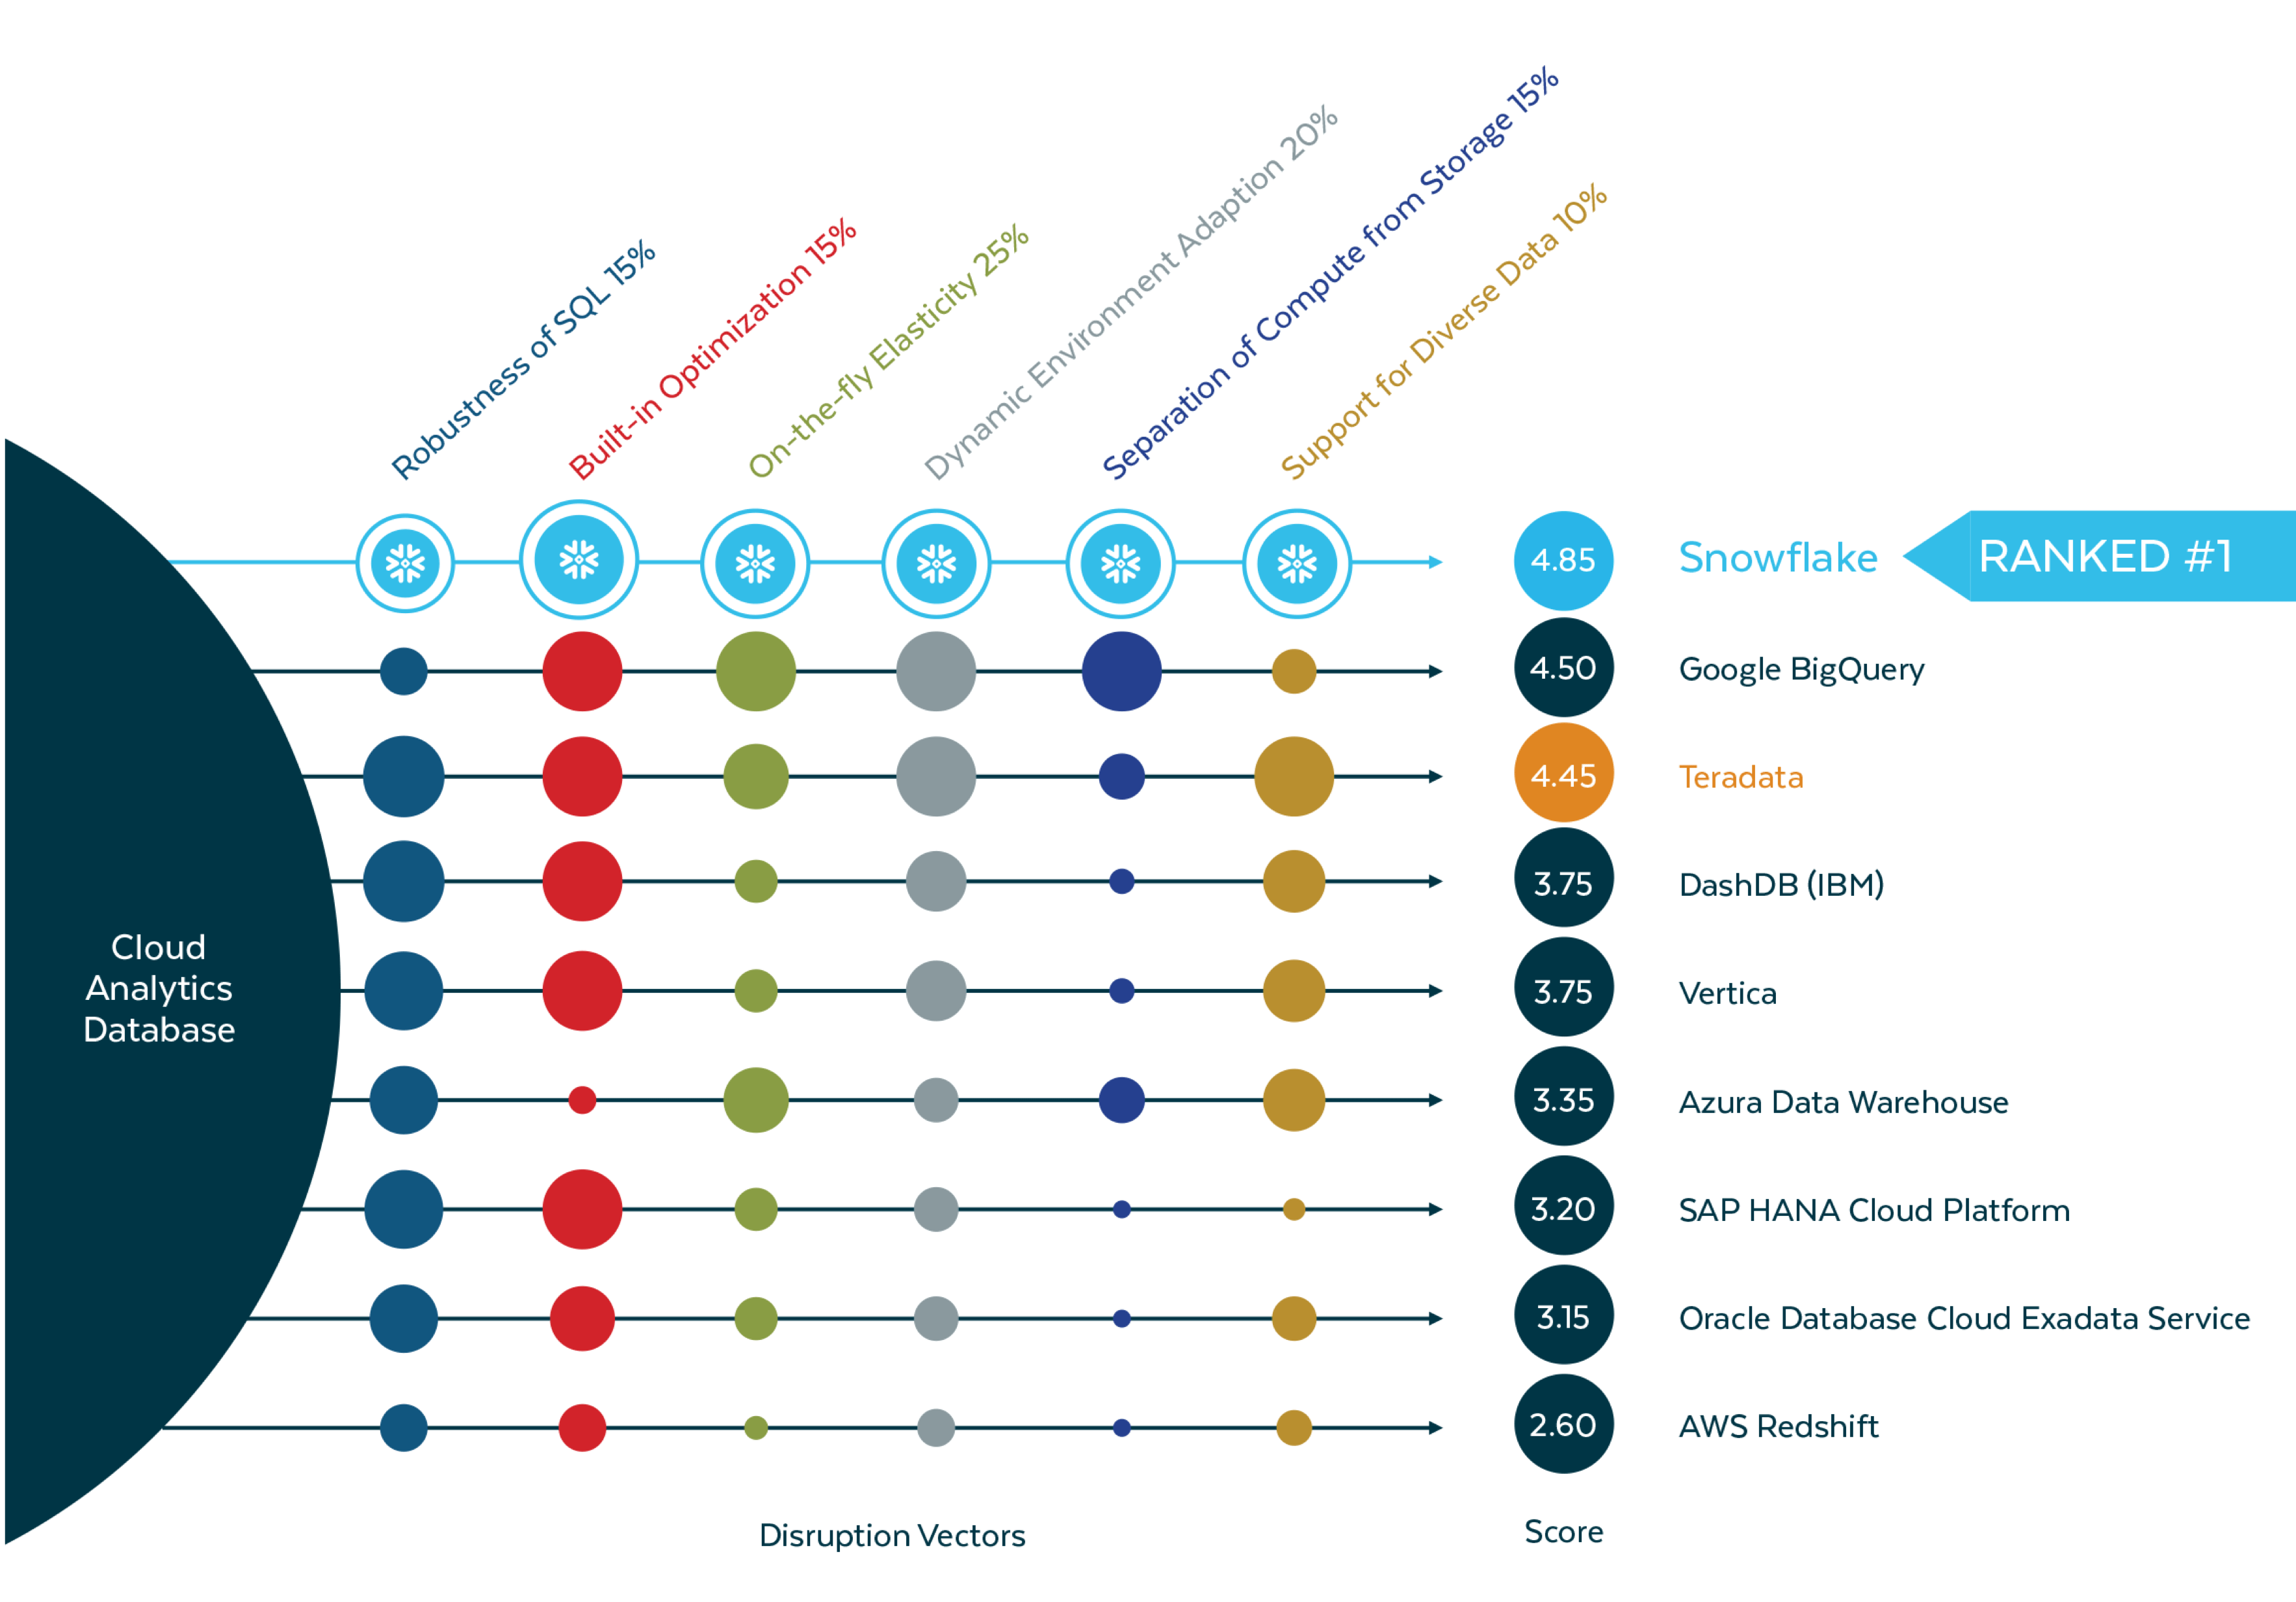 Robustness of SQL 15%
Built-in Optimization 15%
On-the-fly Elasticity 25%
Dynamic Environment Adaption 20%
Separation of Compute from Storage 15%
Support for Diverse Data 10%
4.85 Snowflake RANKED #1
4.50 Google BigQuery
4.45 Teradata
3.75 DashDB (IBM)
Cloud
Analytics
Database
3.75 Vertica
3.35 Azura Data Warehouse
3.20 SAP HANA Cloud Platform
3.15 Oracle Database Cloud Exadata Service
2.60 AWS Redshift
Disruption Vectors
Score